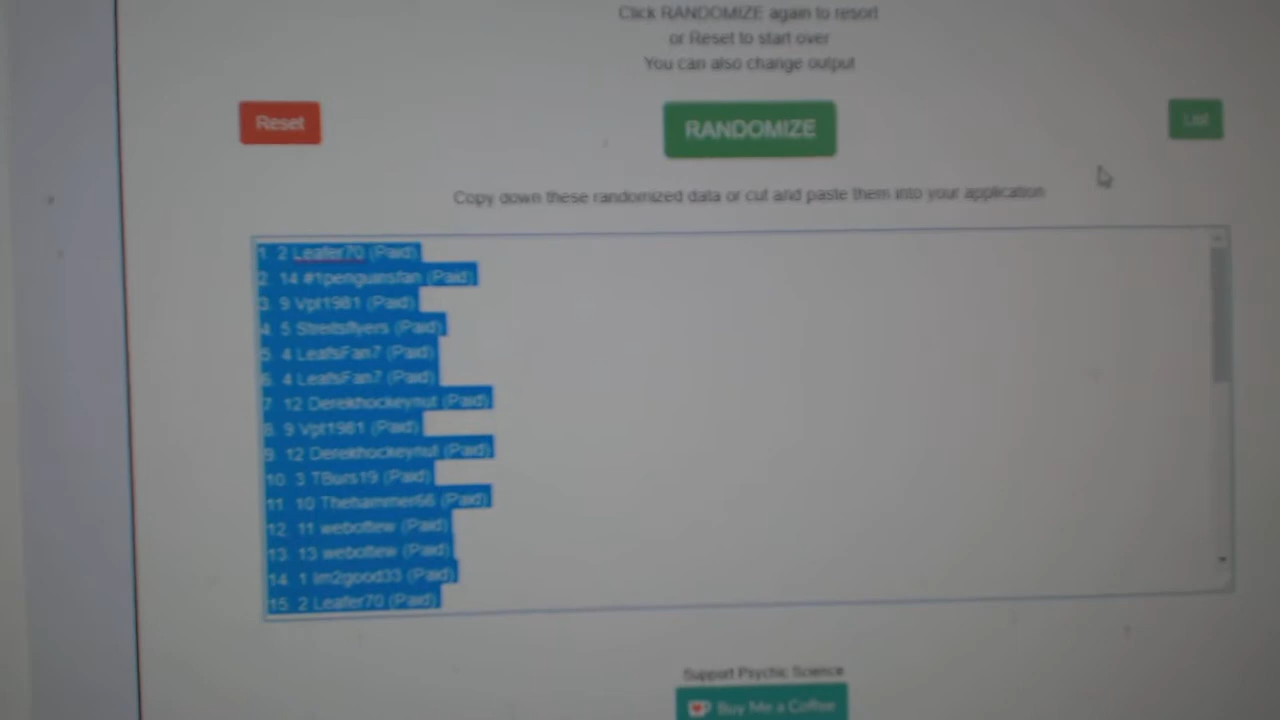 Click RANDOMIZE again to resort
or Reset to start over
You can also change output
Reset
RANDOMIZE
List
Copy down these randomized data or cut and paste them into your application
1. 2 Leafer70 (Paid)
2. 14 #1penguinsfan (Paid)
3. 9 Vpt1981 (Paid)
4. 5 Streitsflyers (Paid)
5. 4 LeafsFan7 (Paid)
6. 4 LeafsFan7 (Paid)
7. 12 Derekhockeynut (Paid)
8. 9 Vpt1981 (Paid)
9. 12 Derekhockeynut (Paid)
10. 3 TBurs19 (Paid)
11. 10 Thehammer66 (Paid)
12. 11 webottew (Paid)
13. 13 webottew (Paid)
14. 1 Im2good33 (Paid)
15. 2 Leafer70 (Paid)
Support Psychic Science
Buy Me a Coffee